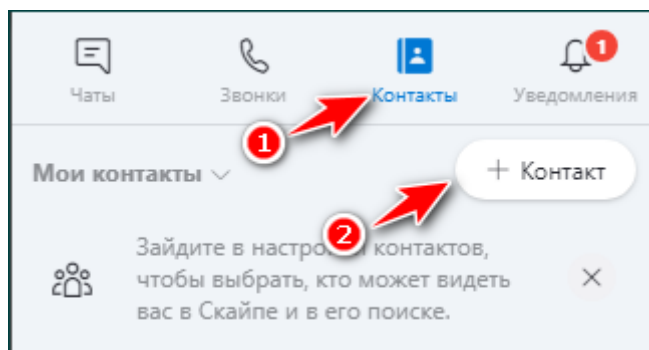 1
Чаты Звонки Контакты Уведомления
1
Мои контакты + Контакт
2
Зайдите в настройки контактов,
чтобы выбрать, кто может видеть
вас в Скайпе и в его поиске.